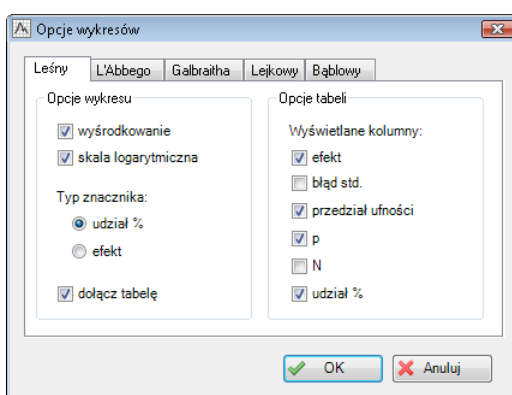 Opcje wykresów
Leśny L'Abbego Galbraitha Lejkowy Bąblowy
Opcje wykresu
wyśrodkowanie
skala logarytmiczna
Typ znacznika:
udział %
efekt
dołącz tabelę
Opcje tabeli
Wyświetlane kolumny:
efekt
błąd std.
przedział ufności
p
N
udział %
OK Anuluj